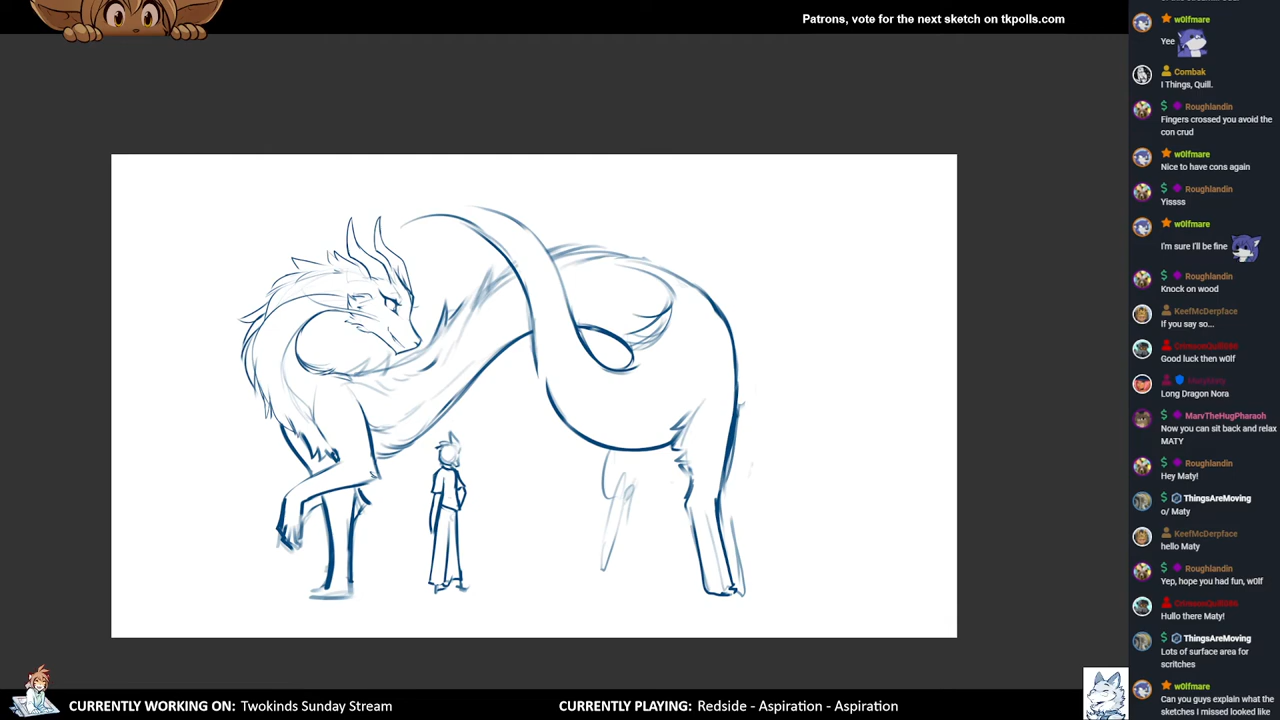 Patrons, vote for the next sketch on tkpolls.com
w0lfmare
Yee
Combak
I Things, Quill.
Roughlandin
Fingers crossed you avoid the
con crud
w0lfmare
Nice to have cons again
Roughlandin
Yissss
w0lfmare
I'm sure I'll be fine
Roughlandin
Knock on wood
KeefMcDerpface
If you say so...
Good luck then w0lf
Long Dragon Nora
MarvTheHugPharaoh
Now you can sit back and relax
MATY
Roughlandin
Hey Maty!
ThingsAreMoving
o/ Maty
KeefMcDerpface
hello Maty
Roughlandin
Yep, hope you had fun, w0lf
Hullo there Maty!
ThingsAreMoving
Lots of surface area for
scritches
w0lfmare
Can you guys explain what the
sketches I missed looked like
CURRENTLY WORKING ON: Twokinds Sunday Stream
CURRENTLY PLAYING: Redside - Aspiration - Aspiration